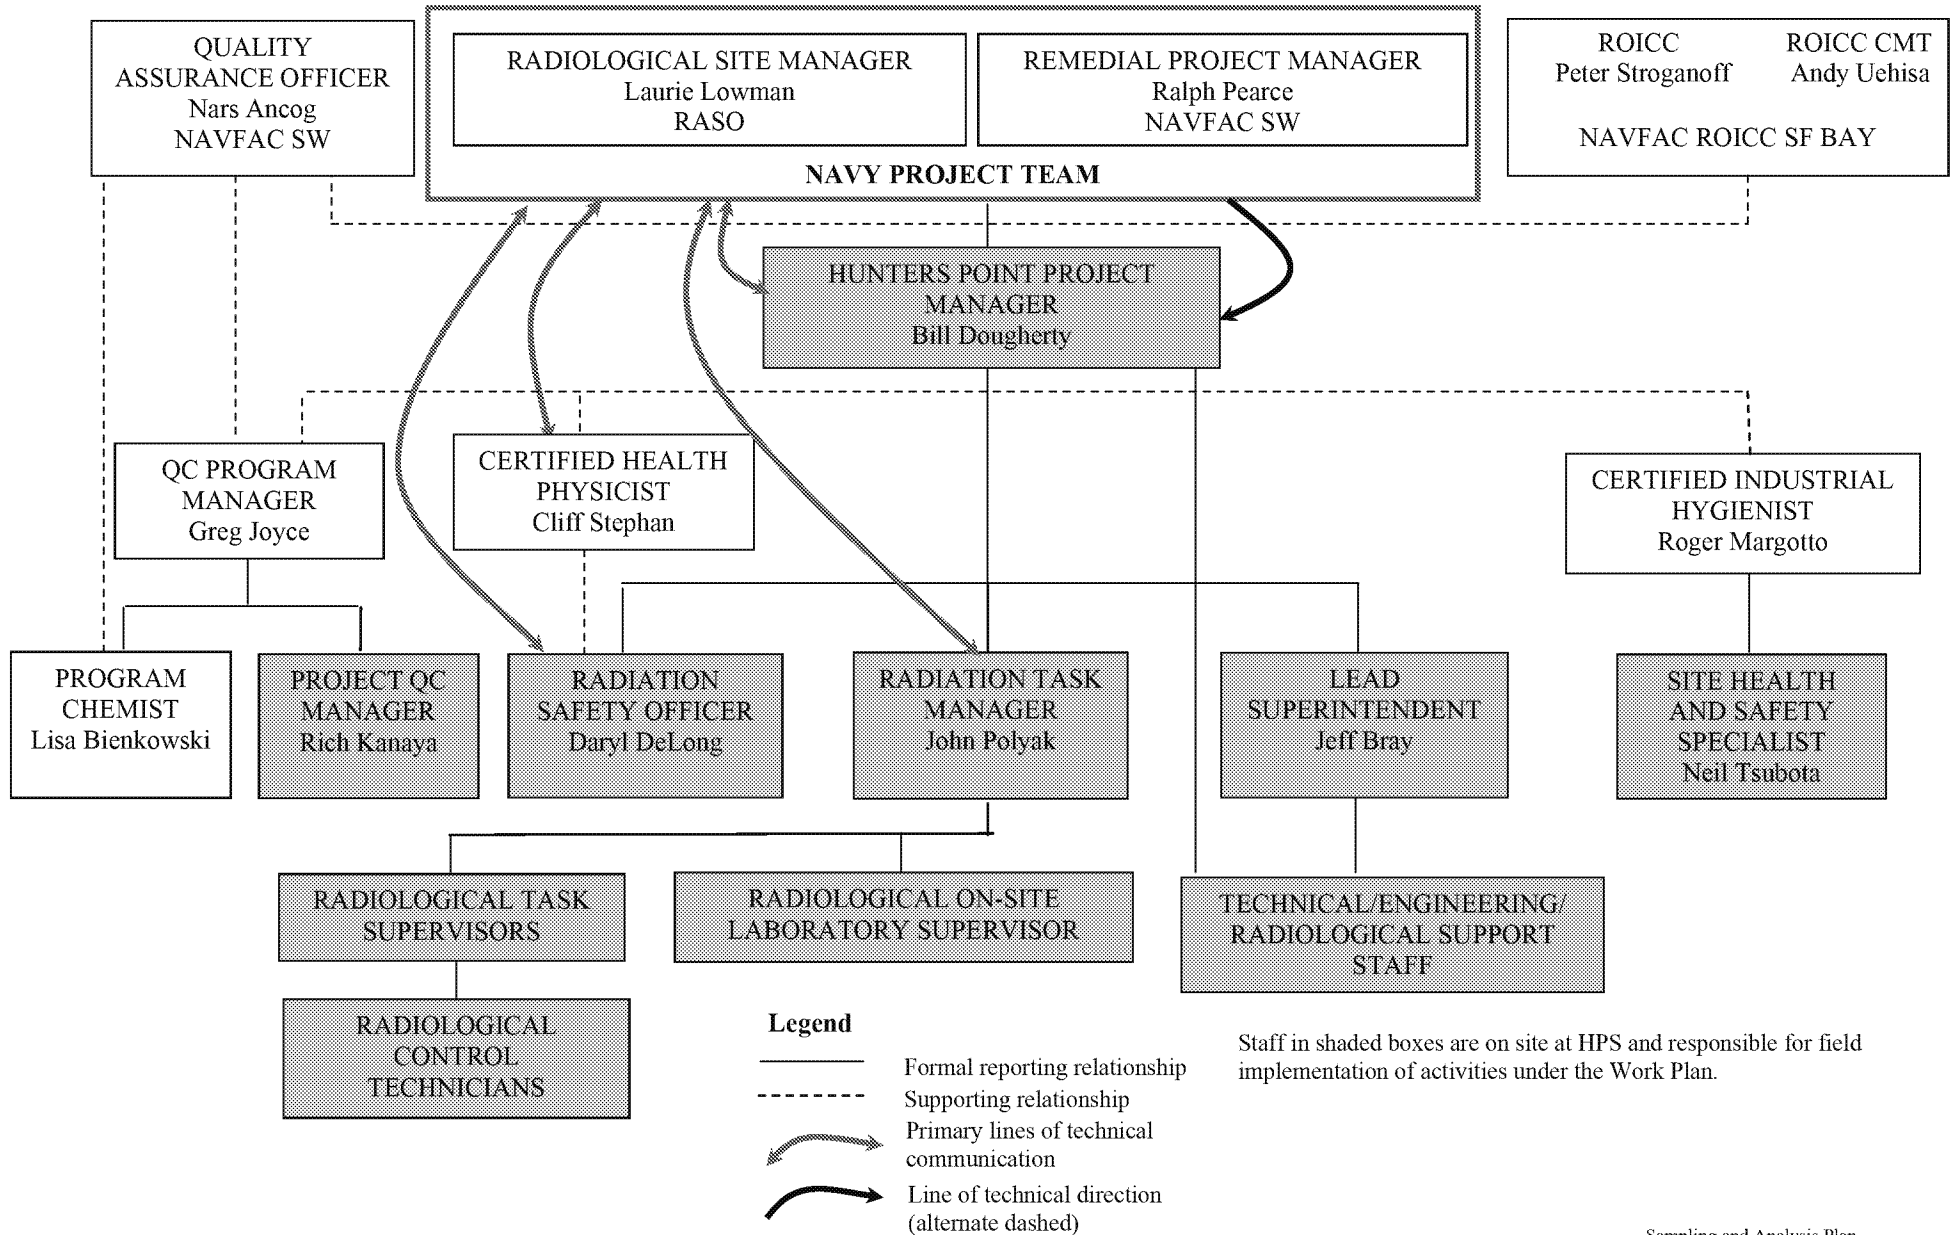 QUALITY
ASSURANCE OFFICER
Nars Ancog
NAVFAC SW
RADIOLOGICAL SITE MANAGER
Laurie Lowman
RASO
REMEDIAL PROJECT MANAGER
Ralph Pearce
NAVFAC SW
NAVY PROJECT TEAM
ROICC
Peter Stroganoff
ROICC CMT
Andy Uehisa
NAVFAC ROICC SF BAY
HUNTERS POINT PROJECT
MANAGER
Bill Dougherty
QC PROGRAM
MANAGER
Greg Joyce
CERTIFIED HEALTH
PHYSICIST
Cliff Stephan
CERTIFIED INDUSTRIAL
HYGIENIST
Roger Margotto
PROGRAM
CHEMIST
Lisa Bienkowski
PROJECT QC
MANAGER
Rich Kanaya
RADIATION
SAFETY OFFICER
Daryl DeLong
RADIATION TASK
MANAGER
John Polyak
LEAD
SUPERINTENDENT
Jeff Bray
SITE HEALTH
AND SAFETY
SPECIALIST
Neil Tsubota
RADIOLOGICAL TASK
SUPERVISORS
RADIOLOGICAL ON-SITE
LABORATORY SUPERVISOR
TECHNICAL/ENGINEERING/
RADIOLOGICAL SUPPORT
STAFF
RADIOLOGICAL
CONTROL
TECHNICIANS
Legend
Formal reporting relationship
Supporting relationship
Primary lines of technical
communication
Line of technical direction
(alternate dashed)
Staff in shaded boxes are on site at HPS and responsible for field
implementation of activities under the Work Plan.
Sampling and Analysis Plan